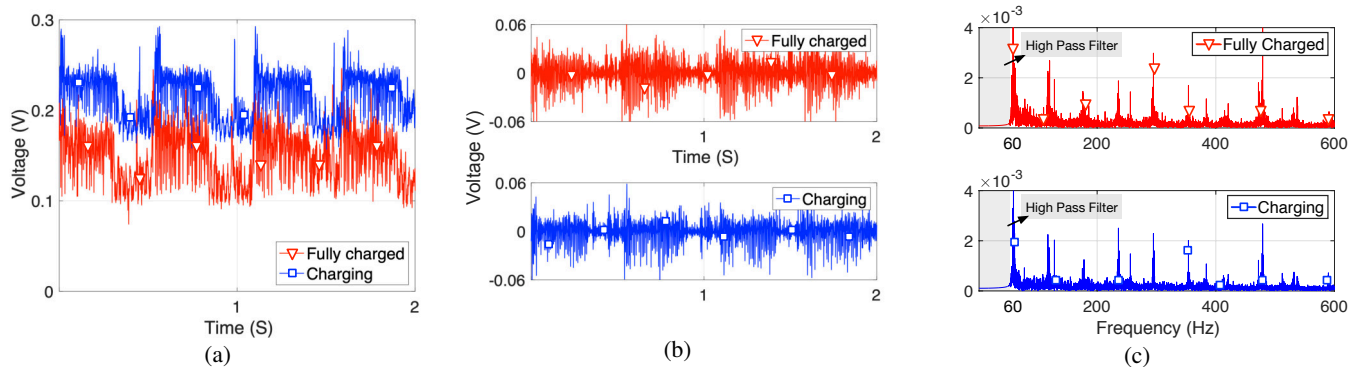 0.3
0.2
0.1
0
Voltage (V)
Fully charged
Charging
1
2
Time (S)
(a)
0.06
0
-0.06
Fully charged
1
2
Time (S)
Voltage (V)
0.06
0
-0.06
Charging
1
2
(b)
×10⁻³
4
2
0
High Pass Filter
Fully Charged
60 200 400 600
×10⁻³
4
2
0
High Pass Filter
Charging
60 200 400 600
Frequency (Hz)
(c)